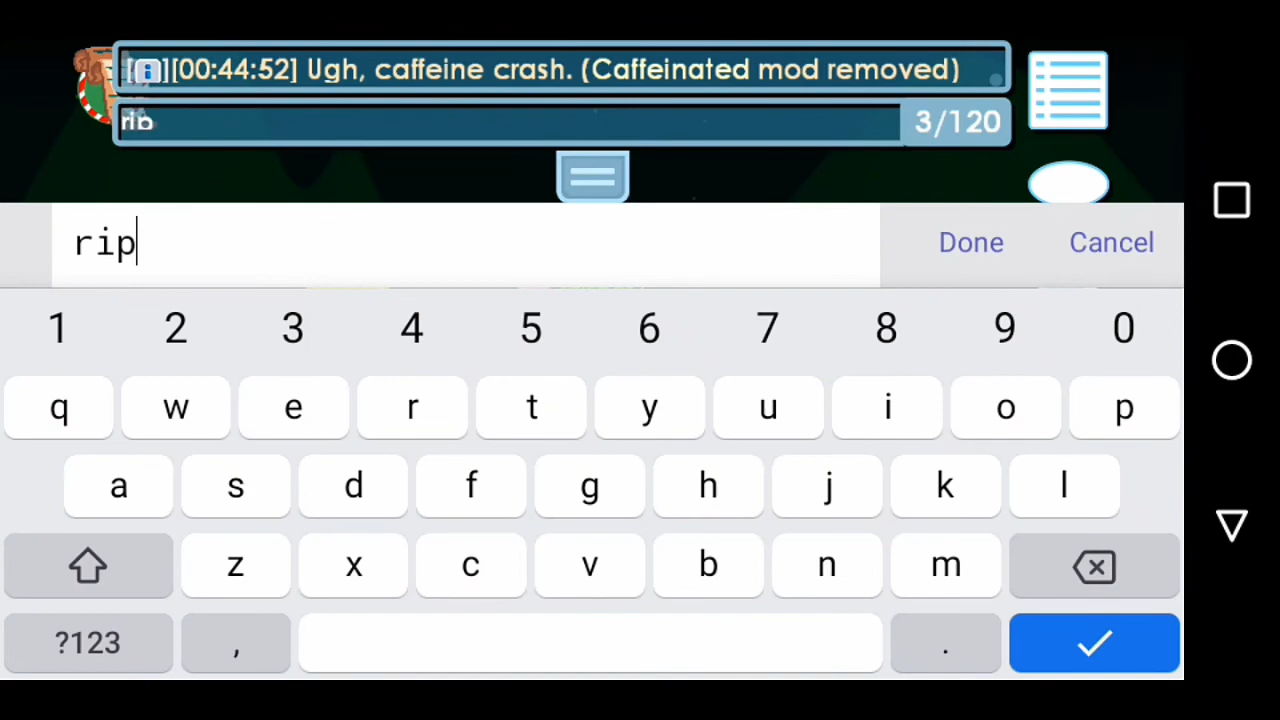 [00:44:52] Ugh, caffeine crash. (Caffeinated mod removed)
rip
3/120
rip
Done
Cancel
1 2 3 4 5 6 7 8 9 0
q w e r t y u i o p
a s d f g h j k l
z x c v b n m
?123 , .